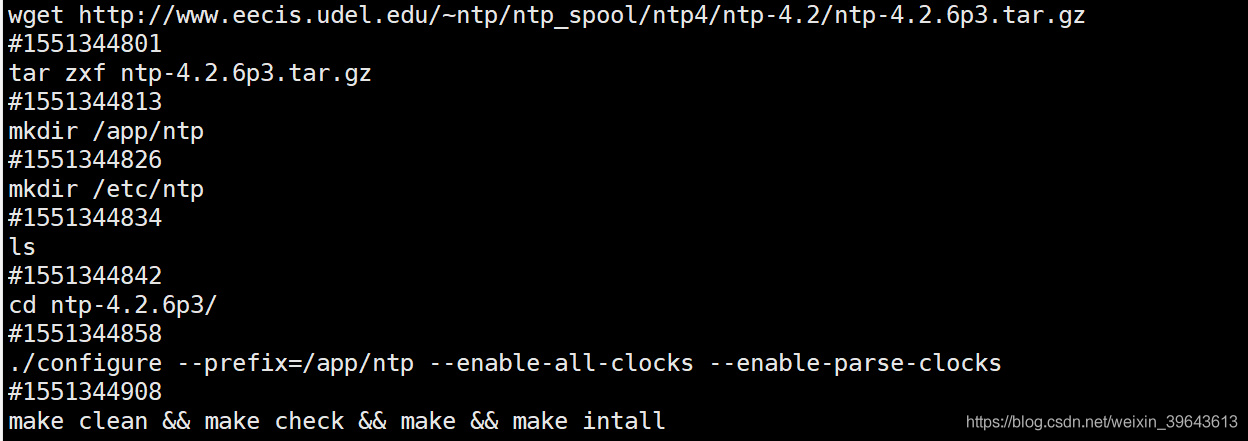 wget http://www.eecis.udel.edu/~ntp/ntp_spool/ntp4/ntp-4.2/ntp-4.2.6p3.tar.gz
#1551344801
tar zxf ntp-4.2.6p3.tar.gz
#1551344813
mkdir /app/ntp
#1551344826
mkdir /etc/ntp
#1551344834
ls
#1551344842
cd ntp-4.2.6p3/
#1551344858
./configure --prefix=/app/ntp --enable-all-clocks --enable-parse-clocks
#1551344908
make clean && make check && make && make intall
https://blog.csdn.net/weixin_39643613